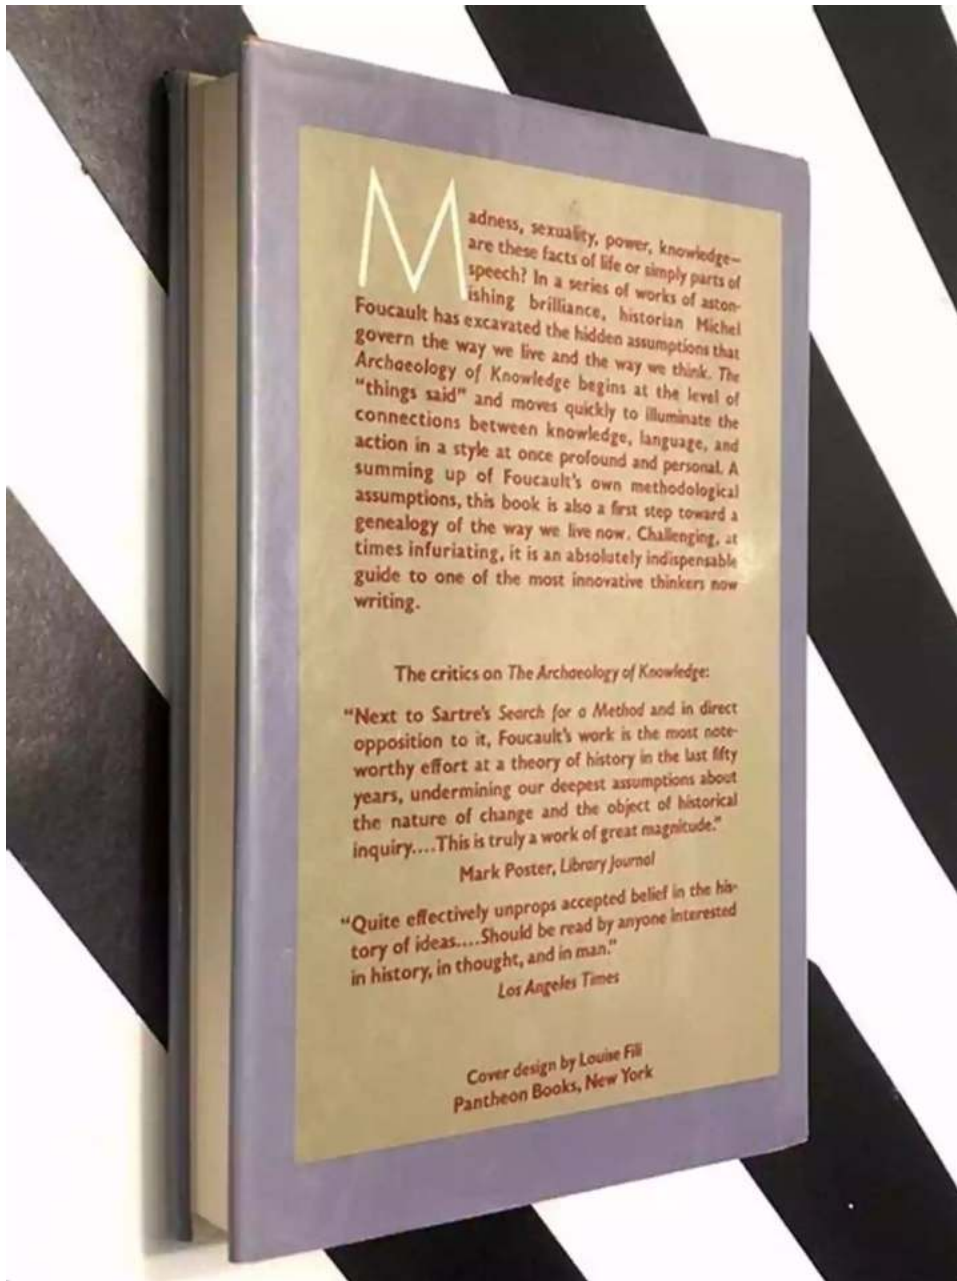 Madness, sexuality, power, knowledge—
are these facts of life or simply parts of
speech? In a series of works of aston-
ishing brilliance, historian Michel
Foucault has excavated the hidden assumptions that
govern the way we live and the way we think. The
Archaeology of Knowledge begins at the level of
"things said" and moves quickly to illuminate the
connections between knowledge, language, and
action in a style at once profound and personal. A
summing up of Foucault's own methodological
assumptions, this book is also a first step toward a
genealogy of the way we live now. Challenging, at
times infuriating, it is an absolutely indispensable
guide to one of the most innovative thinkers now
writing.
The critics on The Archaeology of Knowledge:
"Next to Sartre's Search for a Method and in direct
opposition to it, Foucault's work is the most note-
worthy effort at a theory of history in the last fifty
years, undermining our deepest assumptions about
the nature of change and the object of historical
inquiry....This is truly a work of great magnitude."
Mark Poster, Library Journal
"Quite effectively unprops accepted belief in the his-
tory of ideas....Should be read by anyone interested
in history, in thought, and in man."
Los Angeles Times
Cover design by Louise Fili
Pantheon Books, New York